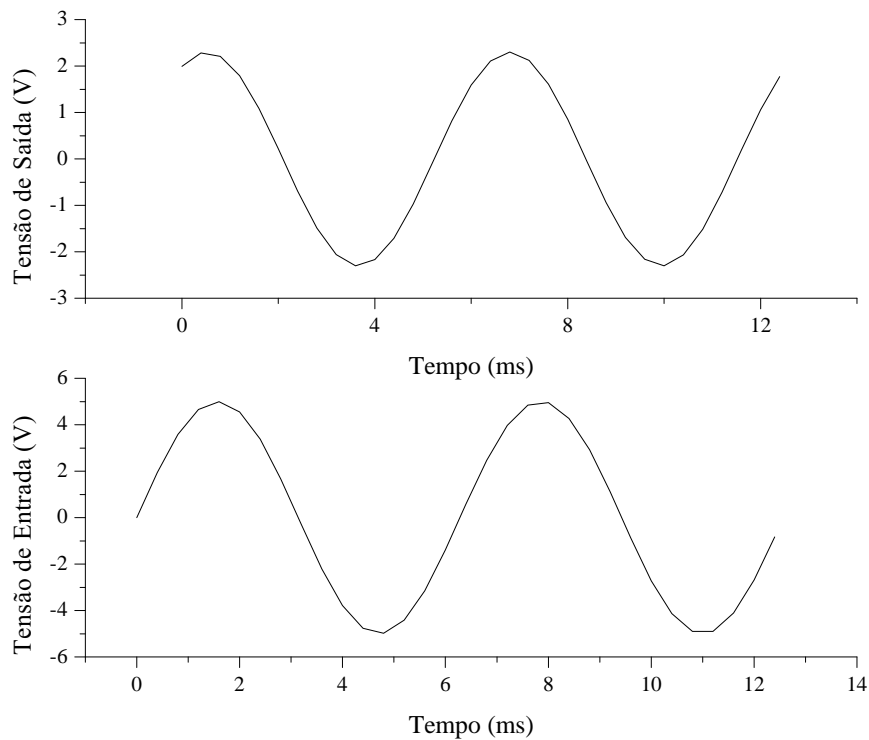 Tensão de Saída (V)
3
2
1
0
-1
-2
-3
0 4 8 12
Tempo (ms)
Tensão de Entrada (V)
6
4
2
0
-2
-4
-6
0 2 4 6 8 10 12 14
Tempo (ms)